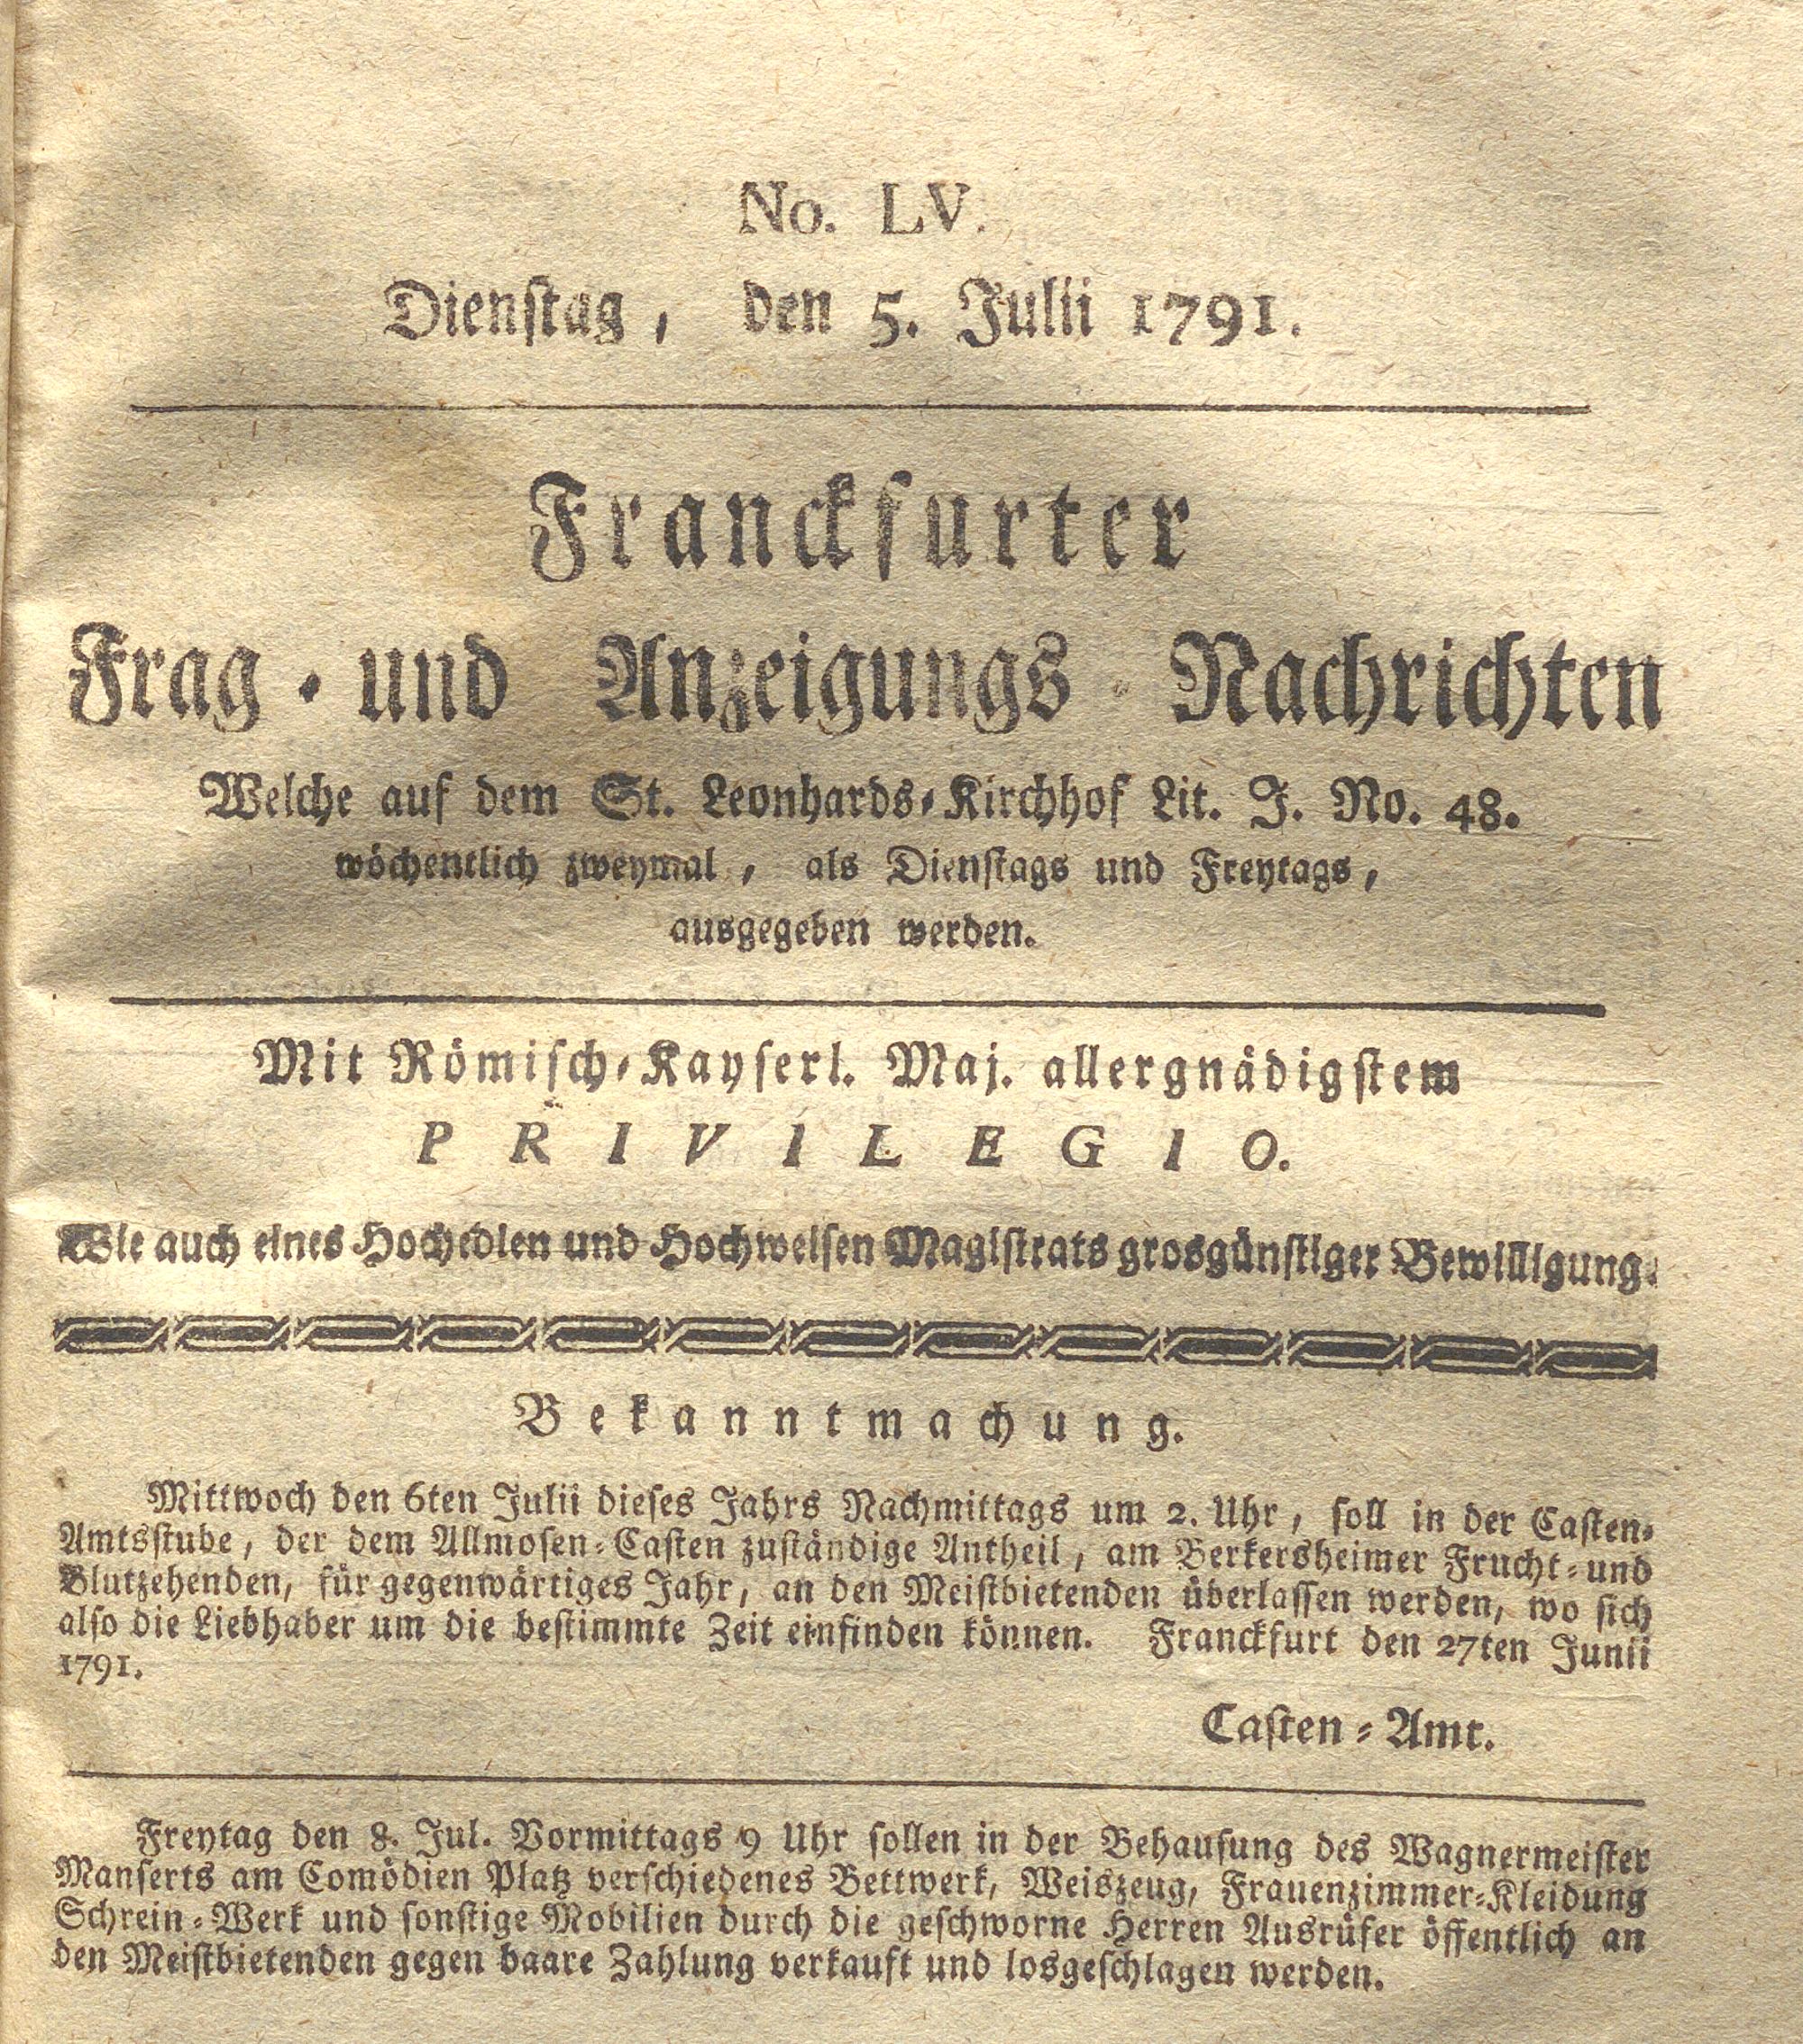 No. LV.
Dienstag, den 5. Julii 1791.
Franckfurter
Frag- und Anzeigungs-Nachrichten
Welche auf dem St. Leonhards-Kirchhof Lit. J. No. 48.
wöchentlich zweymal, als Dienstags und Freytags,
ausgegeben werden.
Mit Römisch-Kayserl. Maj. allergnädigstem
PRIVILEGIO.
Wie auch eines Hochedlen und Hochweisen Magistrats grosgünstiger Bewilligung.
Bekanntmachung.
Mittwoch den 6ten Julii dieses Jahrs Nachmittags um 2. Uhr, soll in der Casten-
Amtsstube, der dem Allmosen-Casten zuständige Antheil, am Berkersheimer Frucht- und
Blutzehenden, für gegenwärtiges Jahr, an den Meistbietenden überlassen werden, wo sich
also die Liebhaber um die bestimmte Zeit einfinden können. Franckfurt den 27ten Junii
1791.
Casten-Amt.
Freytag den 8. Jul. Vormittags 9 Uhr sollen in der Behausung des Wagnermeister
Manserts am Comödien Platz verschiedenes Bettwerk, Weiszeug, Frauenzimmer-Kleidung
Schrein-Werk und sonstige Mobilien durch die geschworne Herren Ausrüfer öffentlich an
den Meistbietenden gegen baare Zahlung verkauft und losgeschlagen werden.